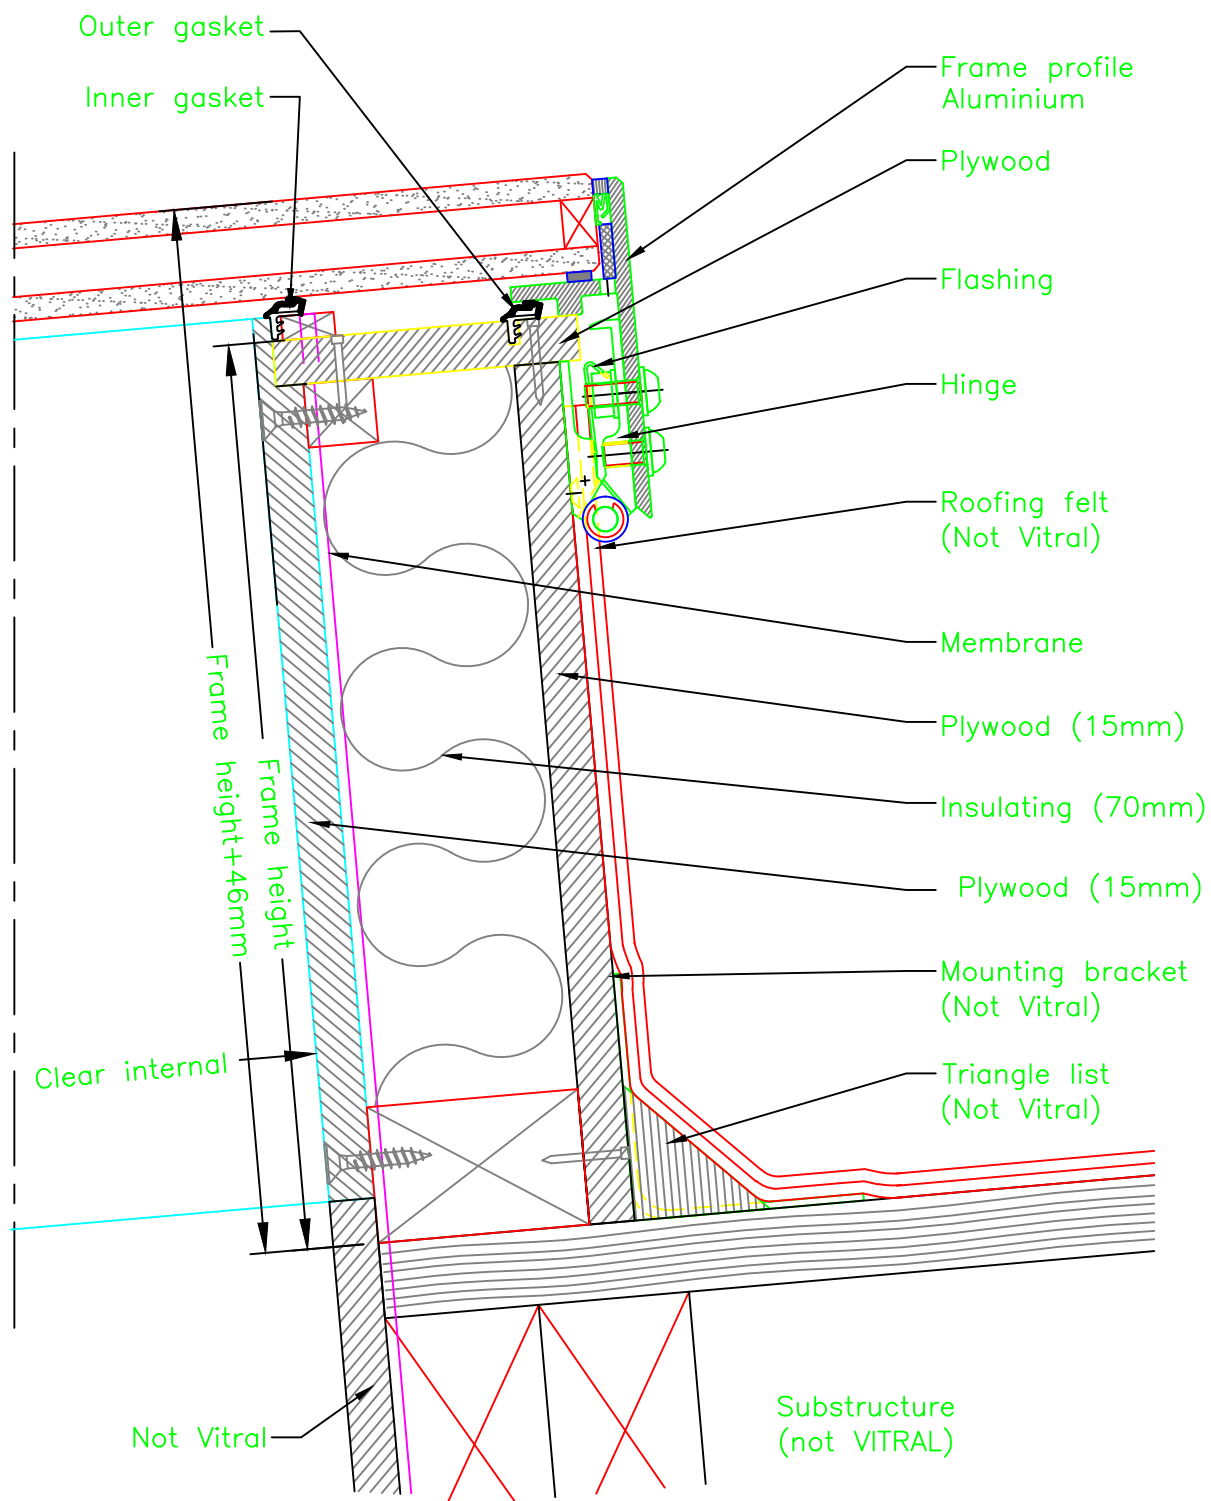 Outer gasket
Inner gasket
Frame profile
Aluminium
Plywood
Flashing
Hinge
Roofing felt
(Not Vitral)
Membrane
Plywood (15mm)
Insulating (70mm)
Plywood (15mm)
Mounting bracket
(Not Vitral)
Triangle list
(Not Vitral)
Frame height+46mm
Frame height
Clear internal
Not Vitral
Substructure
(not VITRAL)